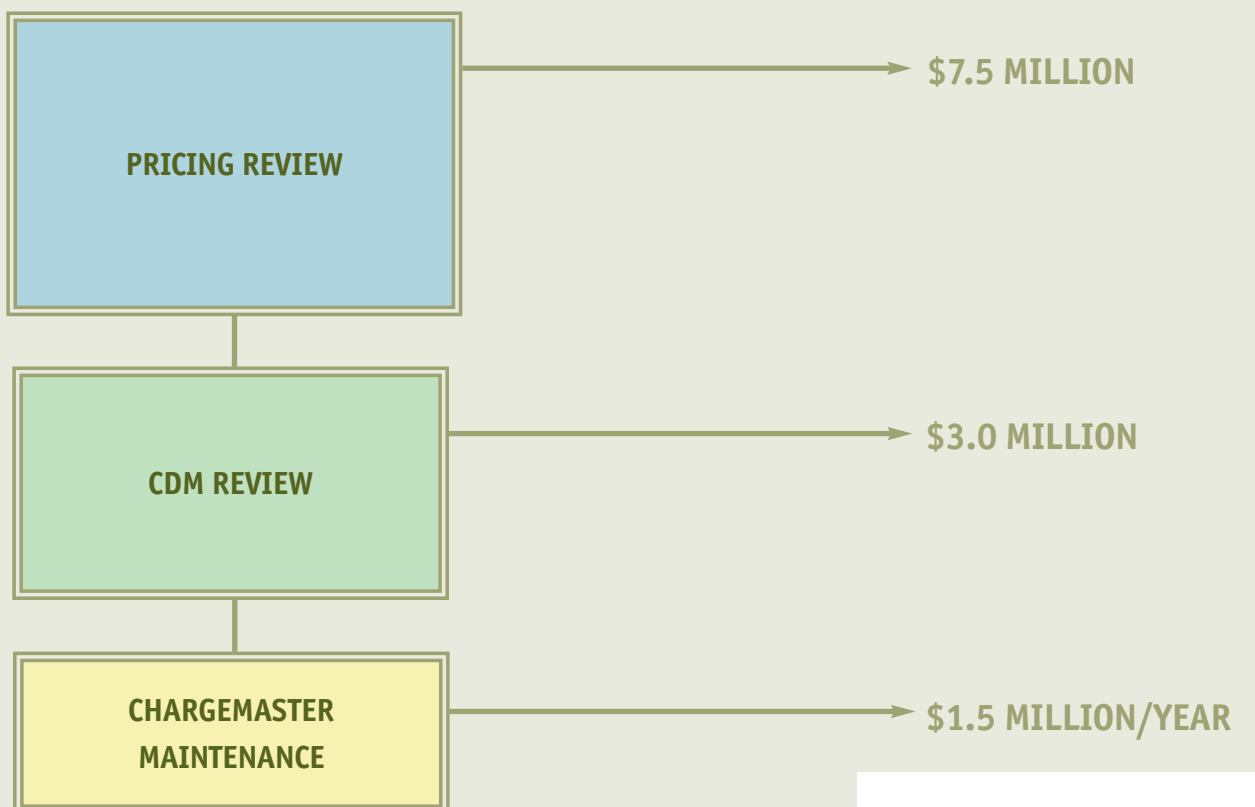 PRICING REVIEW
$7.5 MILLION
CDM REVIEW
$3.0 MILLION
CHARGEMASTER
MAINTENANCE
$1.5 MILLION/YEAR